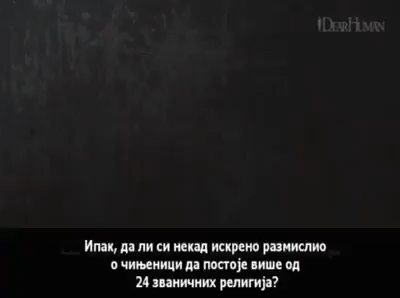 DEARHUMAN
Ипак, да ли си некад искрено размислио
о чињеници да постоје више од
24 званичних религија?